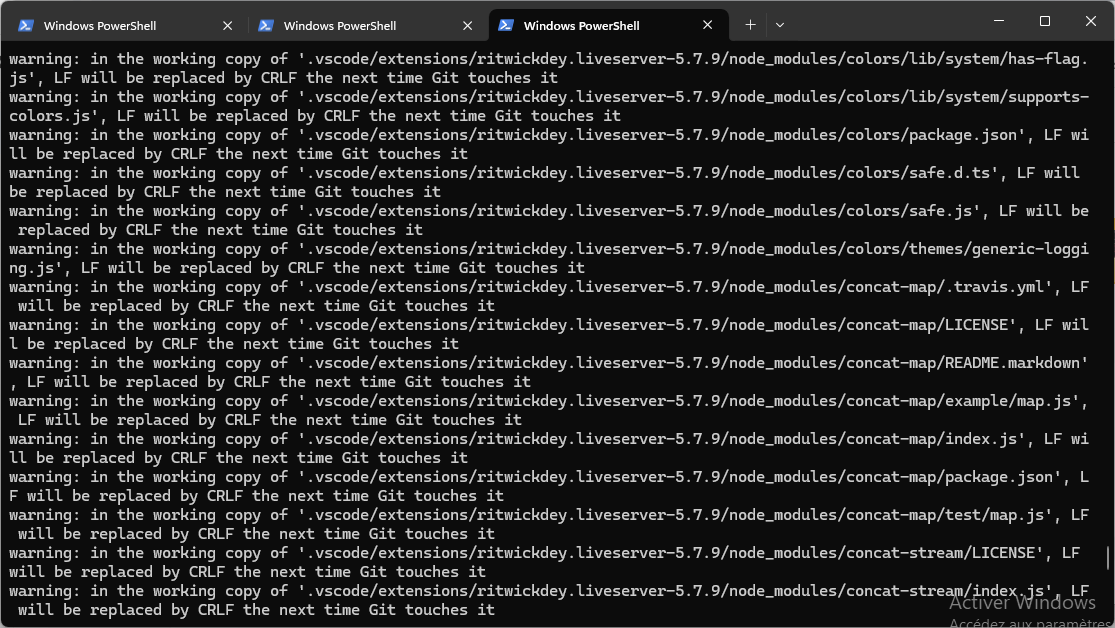 Windows PowerShell
Windows PowerShell
Windows PowerShell
warning: in the working copy of '.vscode/extensions/ritwickdey.liveserver-5.7.9/node_modules/colors/lib/system/has-flag.
js', LF will be replaced by CRLF the next time Git touches it
warning: in the working copy of '.vscode/extensions/ritwickdey.liveserver-5.7.9/node_modules/colors/lib/system/supports-
colors.js', LF will be replaced by CRLF the next time Git touches it
warning: in the working copy of '.vscode/extensions/ritwickdey.liveserver-5.7.9/node_modules/colors/package.json', LF wi
ll be replaced by CRLF the next time Git touches it
warning: in the working copy of '.vscode/extensions/ritwickdey.liveserver-5.7.9/node_modules/colors/safe.d.ts', LF will
be replaced by CRLF the next time Git touches it
warning: in the working copy of '.vscode/extensions/ritwickdey.liveserver-5.7.9/node_modules/colors/safe.js', LF will be
 replaced by CRLF the next time Git touches it
warning: in the working copy of '.vscode/extensions/ritwickdey.liveserver-5.7.9/node_modules/colors/themes/generic-loggi
ng.js', LF will be replaced by CRLF the next time Git touches it
warning: in the working copy of '.vscode/extensions/ritwickdey.liveserver-5.7.9/node_modules/concat-map/.travis.yml', LF
 will be replaced by CRLF the next time Git touches it
warning: in the working copy of '.vscode/extensions/ritwickdey.liveserver-5.7.9/node_modules/concat-map/LICENSE', LF wil
l be replaced by CRLF the next time Git touches it
warning: in the working copy of '.vscode/extensions/ritwickdey.liveserver-5.7.9/node_modules/concat-map/README.markdown'
, LF will be replaced by CRLF the next time Git touches it
warning: in the working copy of '.vscode/extensions/ritwickdey.liveserver-5.7.9/node_modules/concat-map/example/map.js',
 LF will be replaced by CRLF the next time Git touches it
warning: in the working copy of '.vscode/extensions/ritwickdey.liveserver-5.7.9/node_modules/concat-map/index.js', LF wi
ll be replaced by CRLF the next time Git touches it
warning: in the working copy of '.vscode/extensions/ritwickdey.liveserver-5.7.9/node_modules/concat-map/package.json', L
F will be replaced by CRLF the next time Git touches it
warning: in the working copy of '.vscode/extensions/ritwickdey.liveserver-5.7.9/node_modules/concat-map/test/map.js', LF
 will be replaced by CRLF the next time Git touches it
warning: in the working copy of '.vscode/extensions/ritwickdey.liveserver-5.7.9/node_modules/concat-stream/LICENSE', LF
will be replaced by CRLF the next time Git touches it
warning: in the working copy of '.vscode/extensions/ritwickdey.liveserver-5.7.9/node_modules/concat-stream/index.js', LF
 will be replaced by CRLF the next time Git touches it
Activer Windows
Accédez aux paramètres